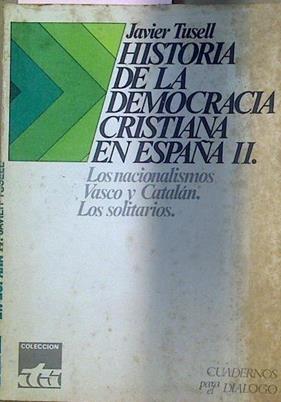 Javier Tusell
HISTORIA
DE LA
DEMOCRACIA
CRISTIANA
EN ESPAÑA II.
Los nacionalismos
Vasco y Catalán.
Los solitarios.
COLECCION
CUADERNOS
para el DIALOGO